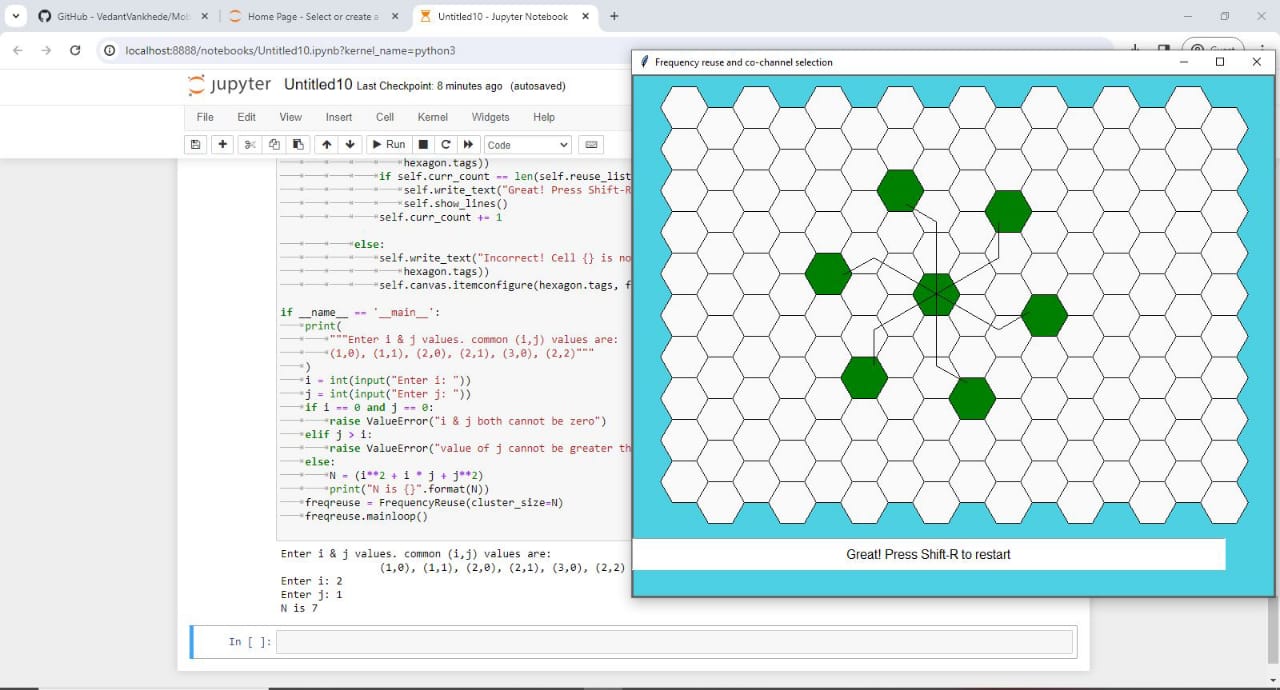 GitHub - VedantVankhede/Mob
Home Page - Select or create a
Untitled10 - Jupyter Notebook
localhost:8888/notebooks/Untitled10.ipynb?kernel_name=python3
Frequency reuse and co-channel selection
jupyter Untitled10 Last Checkpoint: 8 minutes ago (autosaved)
File Edit View Insert Cell Kernel Widgets Help
Run Code
hexagon.tags))
if self.curr_count == len(self.reuse_list
self.write_text("Great! Press Shift-R
self.show_lines()
self.curr_count += 1
else:
self.write_text("Incorrect! Cell {} is no
hexagon.tags))
self.canvas.itemconfigure(hexagon.tags, f
if __name__ == '__main__':
print(
"""Enter i & j values. common (i,j) values are:
(1,0), (1,1), (2,0), (2,1), (3,0), (2,2)"""
)
i = int(input("Enter i: "))
j = int(input("Enter j: "))
if i == 0 and j == 0:
raise ValueError("i & j both cannot be zero")
elif j > i:
raise ValueError("value of j cannot be greater th
else:
N = (i**2 + i * j + j**2)
print("N is {}".format(N))
freqreuse = FrequencyReuse(cluster_size=N)
freqreuse.mainloop()
Enter i & j values. common (i,j) values are:
(1,0), (1,1), (2,0), (2,1), (3,0), (2,2)
Enter i: 2
Enter j: 1
N is 7
Great! Press Shift-R to restart
In [ ]: